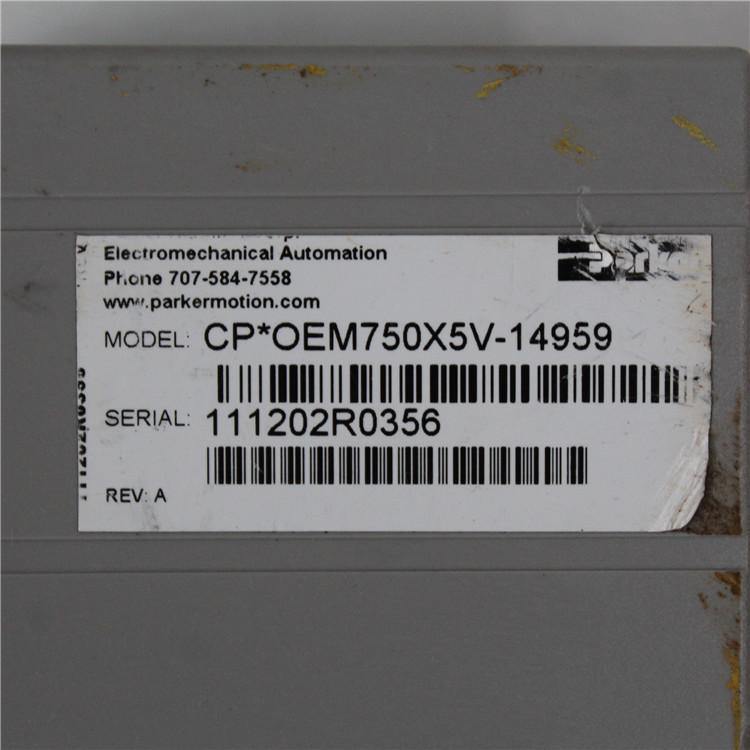 Electromechanical Automation
Phone 707-584-7558
www.parkermotion.com
MODEL: CP*OEM750X5V-14959
SERIAL: 111202R0356
REV: A